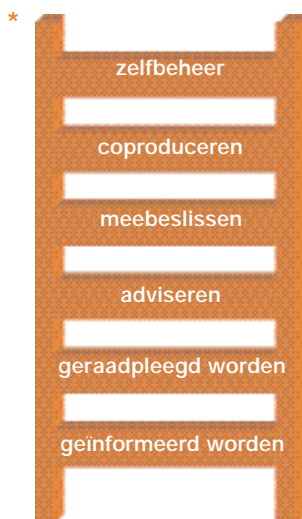 *
zelfbeheer
coproduceren
meebeslissen
adviseren
geraadpleegd worden
geïnformeerd worden